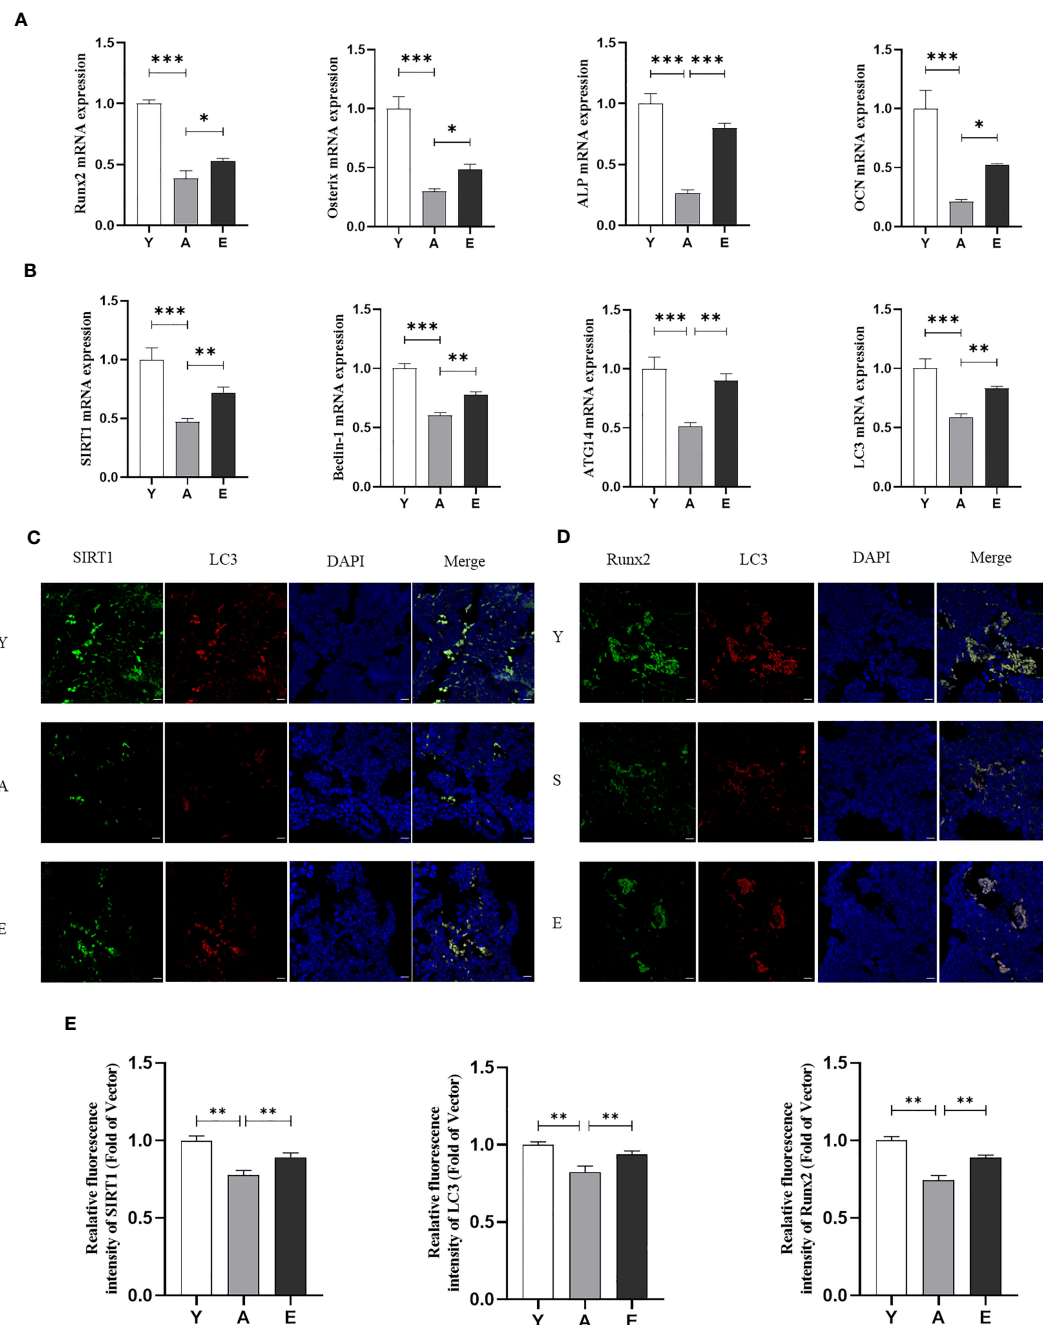 A
Runx2 mRNA expression
1.5
1.0
0.5
0.0
***
*
Y A E
Osterix mRNA expression
1.5
1.0
0.5
0.0
***
*
Y A E
ALP mRNA expression
1.5
1.0
0.5
0.0
*** ***
Y A E
OCN mRNA expression
1.5
1.0
0.5
0.0
***
*
Y A E
B
SIRT1 mRNA expression
1.5
1.0
0.5
0.0
***
**
Y A E
Beclin-1 mRNA expression
1.5
1.0
0.5
0.0
***
**
Y A E
ATG14 mRNA expression
1.5
1.0
0.5
0.0
*** **
Y A E
LC3 mRNA expression
1.5
1.0
0.5
0.0
***
**
Y A E
C
SIRT1 LC3 DAPI Merge
Y
A
E
D
Runx2 LC3 DAPI Merge
Y
S
E
E
Realative fluorescence
intensity of SIRT1 (Fold of Vector)
1.5
1.0
0.5
0.0
** **
Y A E
Realative fluorescence
intensity of LC3 (Fold of Vector)
1.5
1.0
0.5
0.0
** **
Y A E
Realative fluorescence
intensity of Runx2 (Fold of Vector)
1.5
1.0
0.5
0.0
** **
Y A E